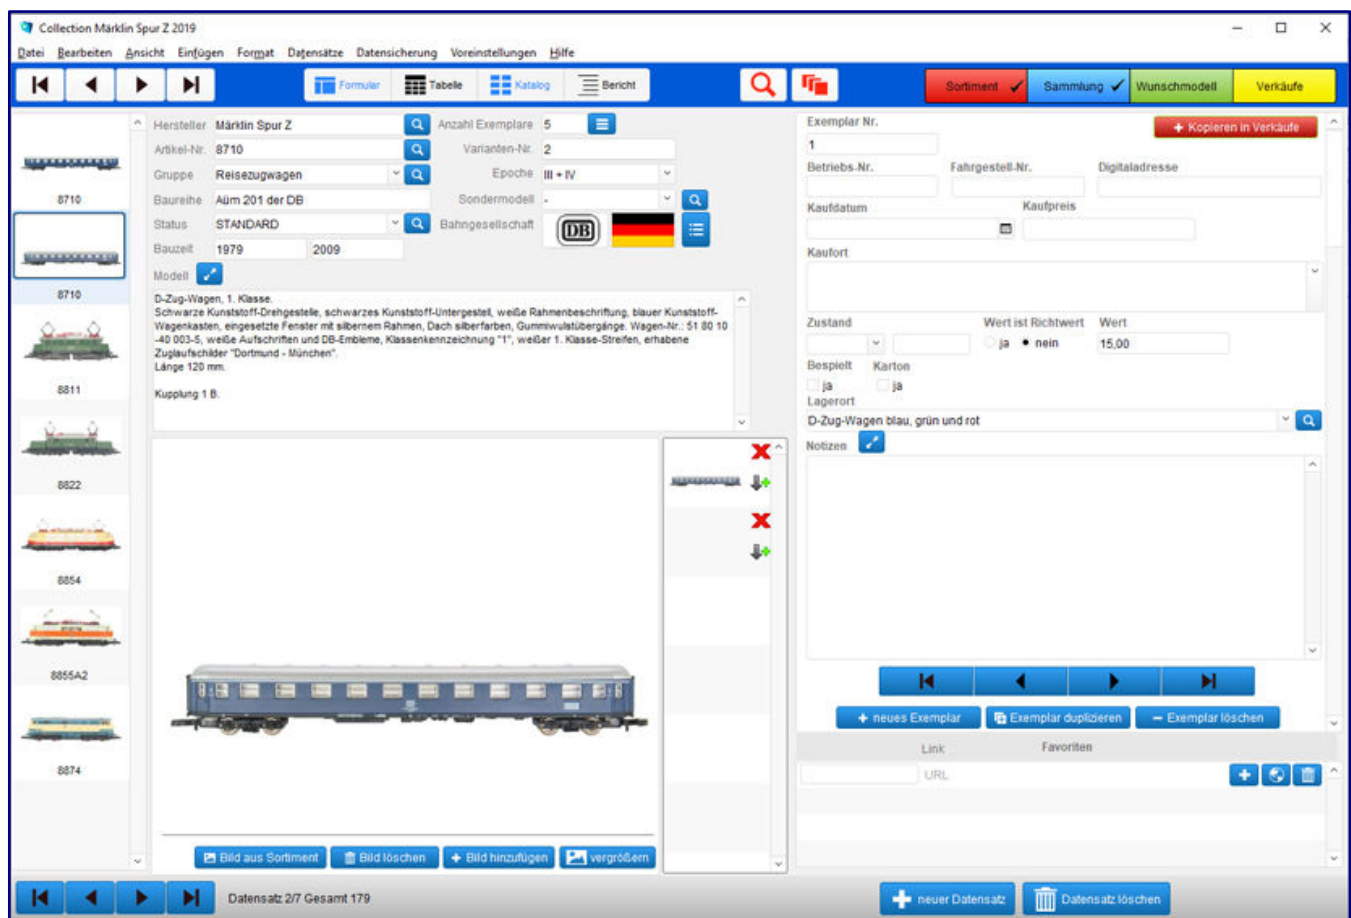 Collection Märklin Spur Z 2019
Datei Bearbeiten Ansicht Einfügen Format Datensätze Datensicherung Voreinstellungen Hilfe
Formular Tabelle Katalog Bericht
Sortiment Sammlung Wunschmodell Verkäufe
8710
8710
8811
8822
8854
8855A2
8874
Hersteller Märklin Spur Z Anzahl Exemplare 5
Artikel-Nr. 8710 Varianten-Nr. 2
Gruppe Reisezugwagen Epoche III + IV
Baureihe Aüm 201 der DB Sondermodell -
Status STANDARD Bahngesellschaft DB
Bauzeit 1979 2009
Modell
D-Zug-Wagen, 1. Klasse.
Schwarze Kunststoff-Drehgestelle, schwarzes Kunststoff-Untergestell, weiße Rahmenbeschriftung, blauer Kunststoff-
Wagenkasten, eingesetzte Fenster mit silbernem Rahmen, Dach silberfarben, Gummiwulstübergänge. Wagen-Nr.: 51 80 10
-40 003-5, weiße Aufschriften und DB-Embleme, Klassenkennzeichnung "1", weißer 1. Klasse-Streifen, erhabene
Zuglaufschilder "Dortmund - München".
Länge 120 mm.
Kupplung 1 B.
Bild aus Sortiment Bild löschen Bild hinzufügen vergrößern
Exemplar Nr. Kopieren in Verkäufe
1
Betriebs-Nr. Fahrgestell-Nr. Digitaladresse
Kaufdatum Kaufpreis
Kaufort
Zustand Wert ist Richtwert Wert
ja nein 15,00
Bespielt Karton
ja ja
Lagerort
D-Zug-Wagen blau, grün und rot
Notizen
neues Exemplar Exemplar duplizieren Exemplar löschen
Link Favoriten
URL
Datensatz 2/7 Gesamt 179
neuer Datensatz Datensatz löschen